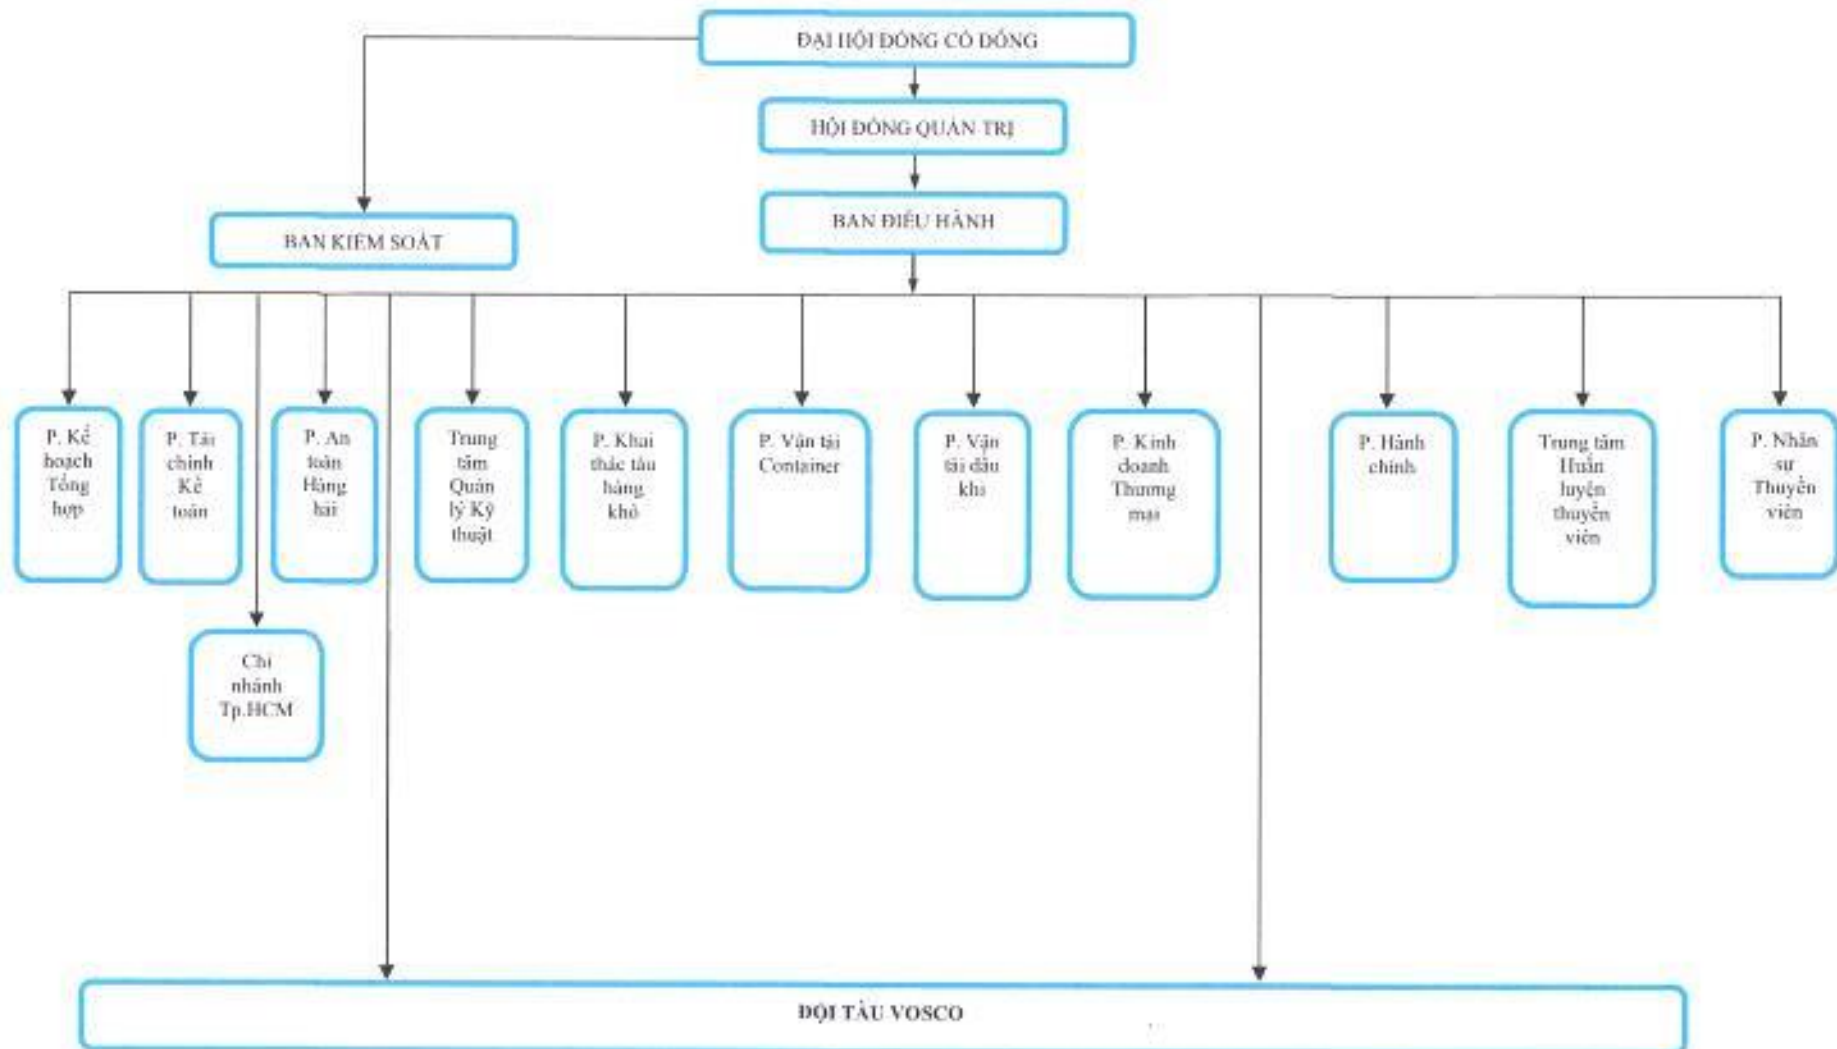 ĐẠI HỘI ĐỒNG CỔ ĐÔNG
HỘI ĐỒNG QUẢN TRỊ
BAN ĐIỀU HÀNH
BAN KIỂM SOÁT
P. Kế
hoạch
Tổng
hợp
P. Tài
chính
Kế
toán
P. An
toàn
Hàng
hải
Trung
tâm
Quản
lý Kỹ
thuật
P. Khai
thác tàu
hàng
khô
P. Vận tải
Container
P. Vận
tải dầu
khí
P. Kinh
doanh
Thương
mại
P. Hành
chính
Trung tâm
Huấn
luyện
thuyền
viên
P. Nhân
sự
Thuyền
viên
Chi
nhánh
Tp.HCM
ĐỘI TÀU VOSCO